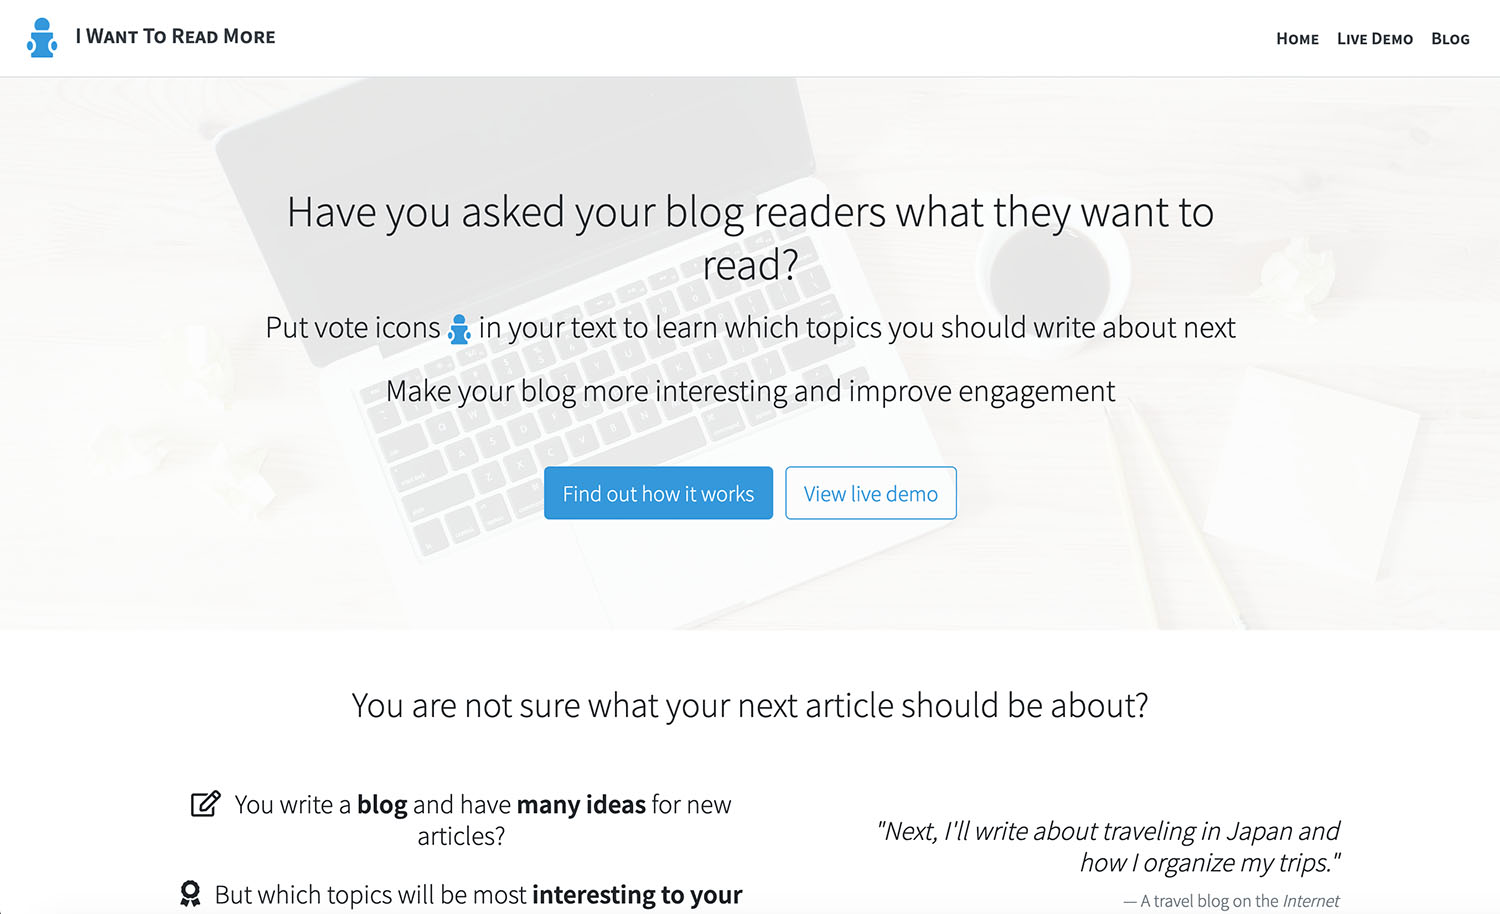 I Want To Read More
Home Live Demo Blog
Have you asked your blog readers what they want to
read?
Put vote icons in your text to learn which topics you should write about next
Make your blog more interesting and improve engagement
Find out how it works
View live demo
You are not sure what your next article should be about?
You write a blog and have many ideas for new
articles?
But which topics will be most interesting to your
"Next, I'll write about traveling in Japan and
how I organize my trips."
— A travel blog on the Internet